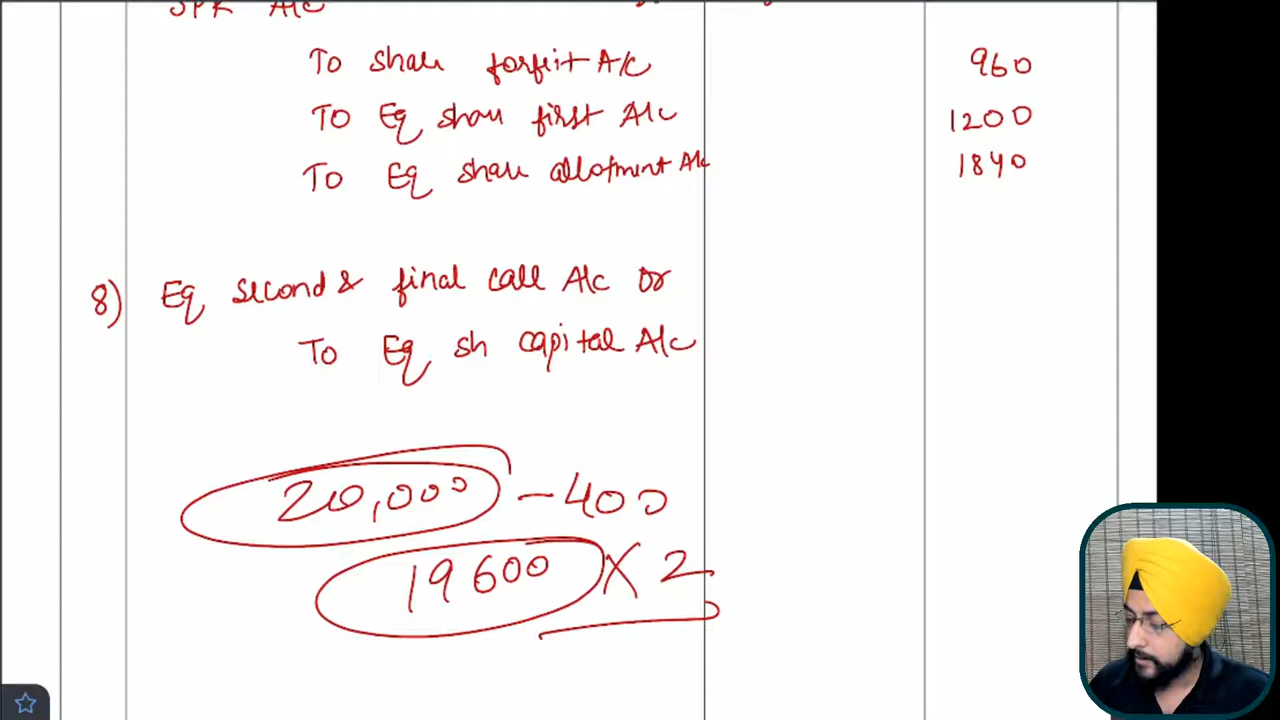 SPR A/c
To share forfeit A/c 960
To Eq share first A/c 1200
To Eq share allotment A/c 1840
8) Eq second & final call A/c Dr
To Eq sh capital A/c
20,000 - 400
19600 X 2